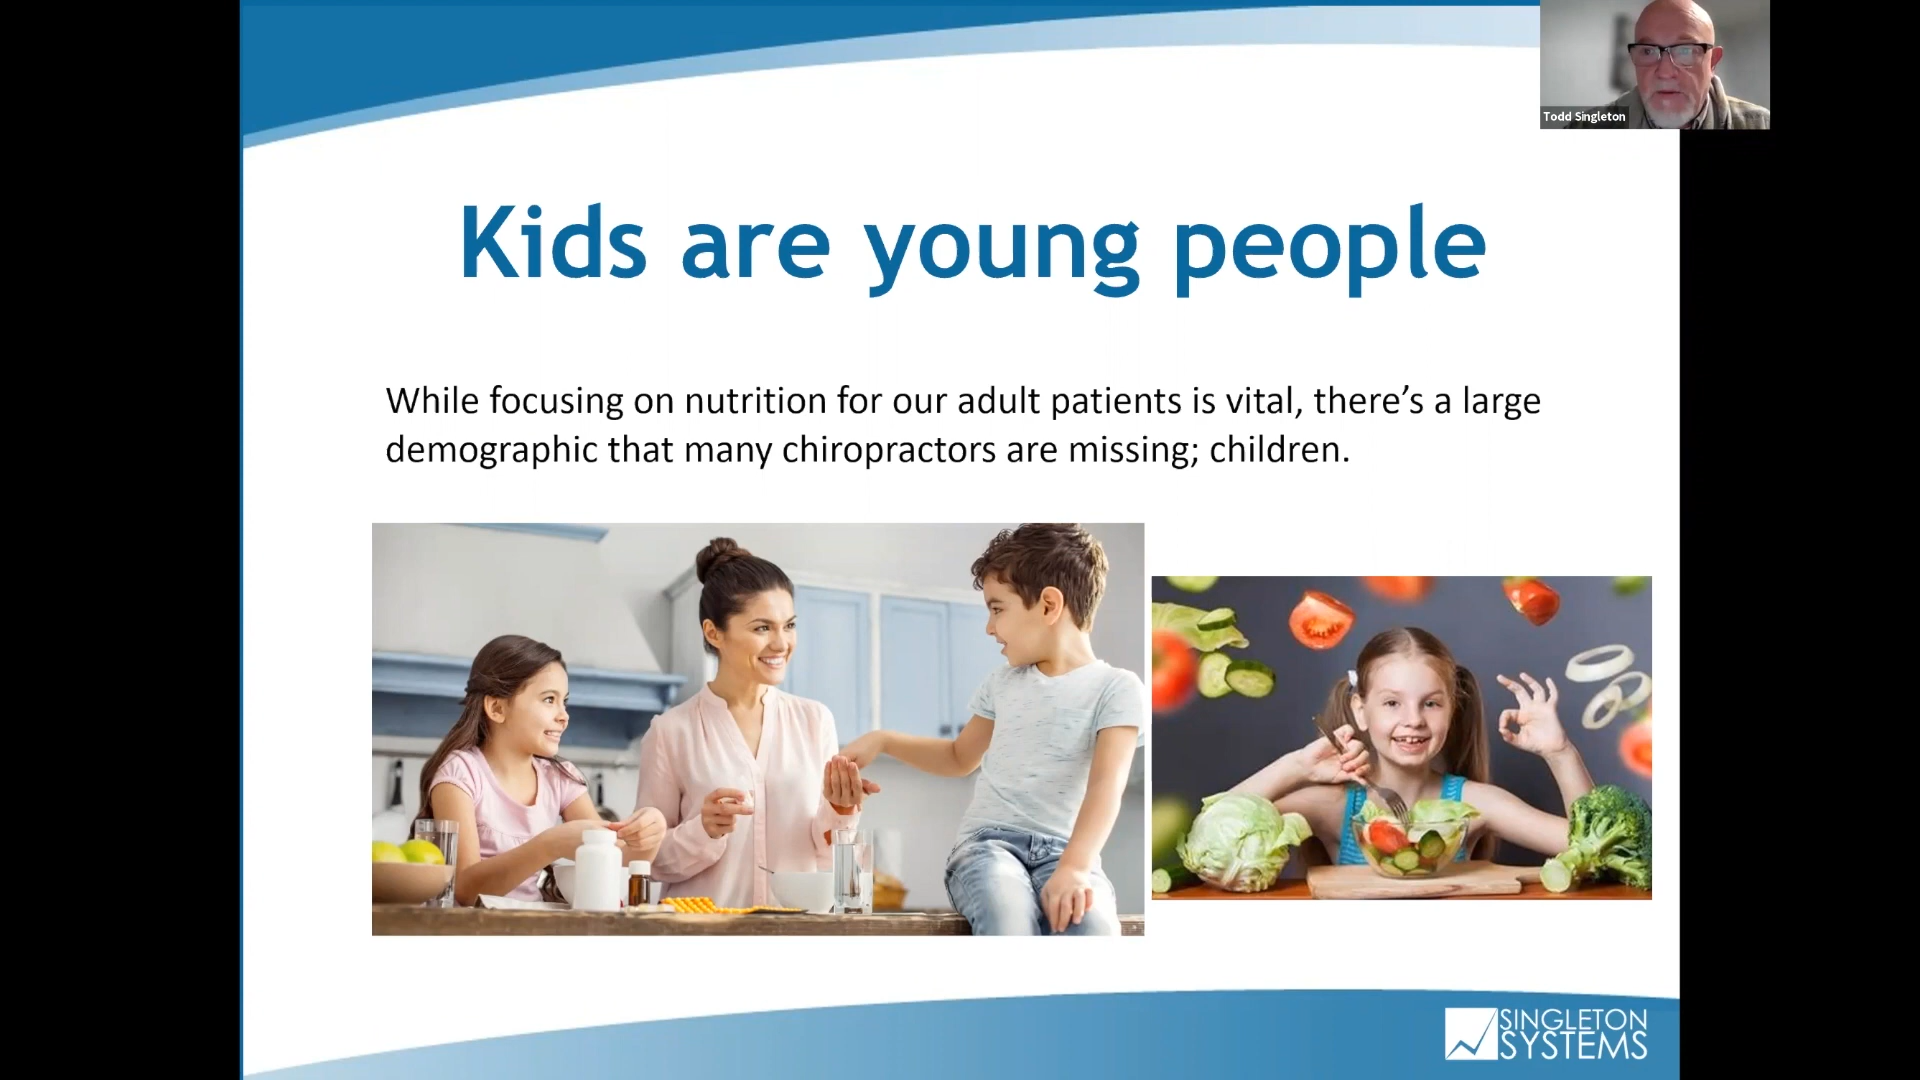 Todd Singleton
Kids are young people
While focusing on nutrition for our adult patients is vital, there’s a large
demographic that many chiropractors are missing; children.
SINGLETON
SYSTEMS